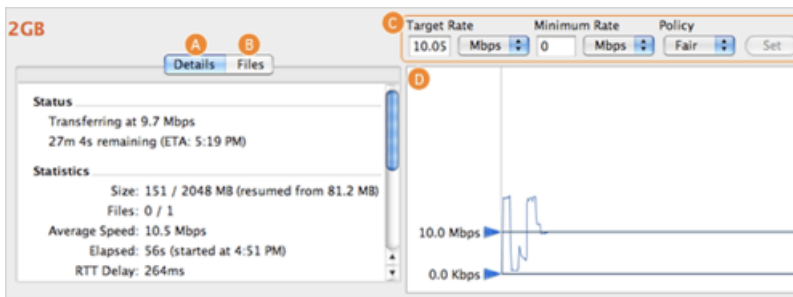 2GB
A
B
Details
Files
Status
Transferring at 9.7 Mbps
27m 4s remaining (ETA: 5:19 PM)
Statistics
Size: 151 / 2048 MB (resumed from 81.2 MB)
Files: 0 / 1
Average Speed: 10.5 Mbps
Elapsed: 56s (started at 4:51 PM)
RTT Delay: 264ms
C
Target Rate
Minimum Rate
Policy
10.05
Mbps
0
Mbps
Fair
Set
D
10.0 Mbps
0.0 Kbps